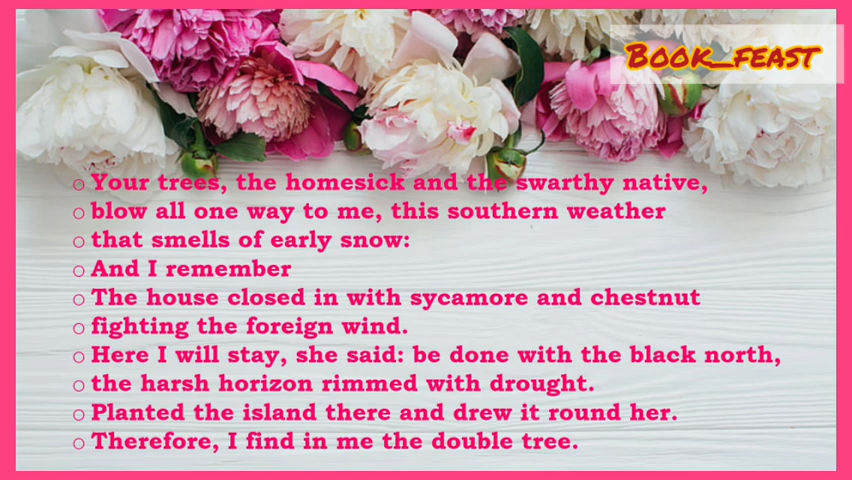 Book_feast
Your trees, the homesick and the swarthy native,
blow all one way to me, this southern weather
that smells of early snow:
And I remember
The house closed in with sycamore and chestnut
fighting the foreign wind.
Here I will stay, she said: be done with the black north,
the harsh horizon rimmed with drought.
Planted the island there and drew it round her.
Therefore, I find in me the double tree.